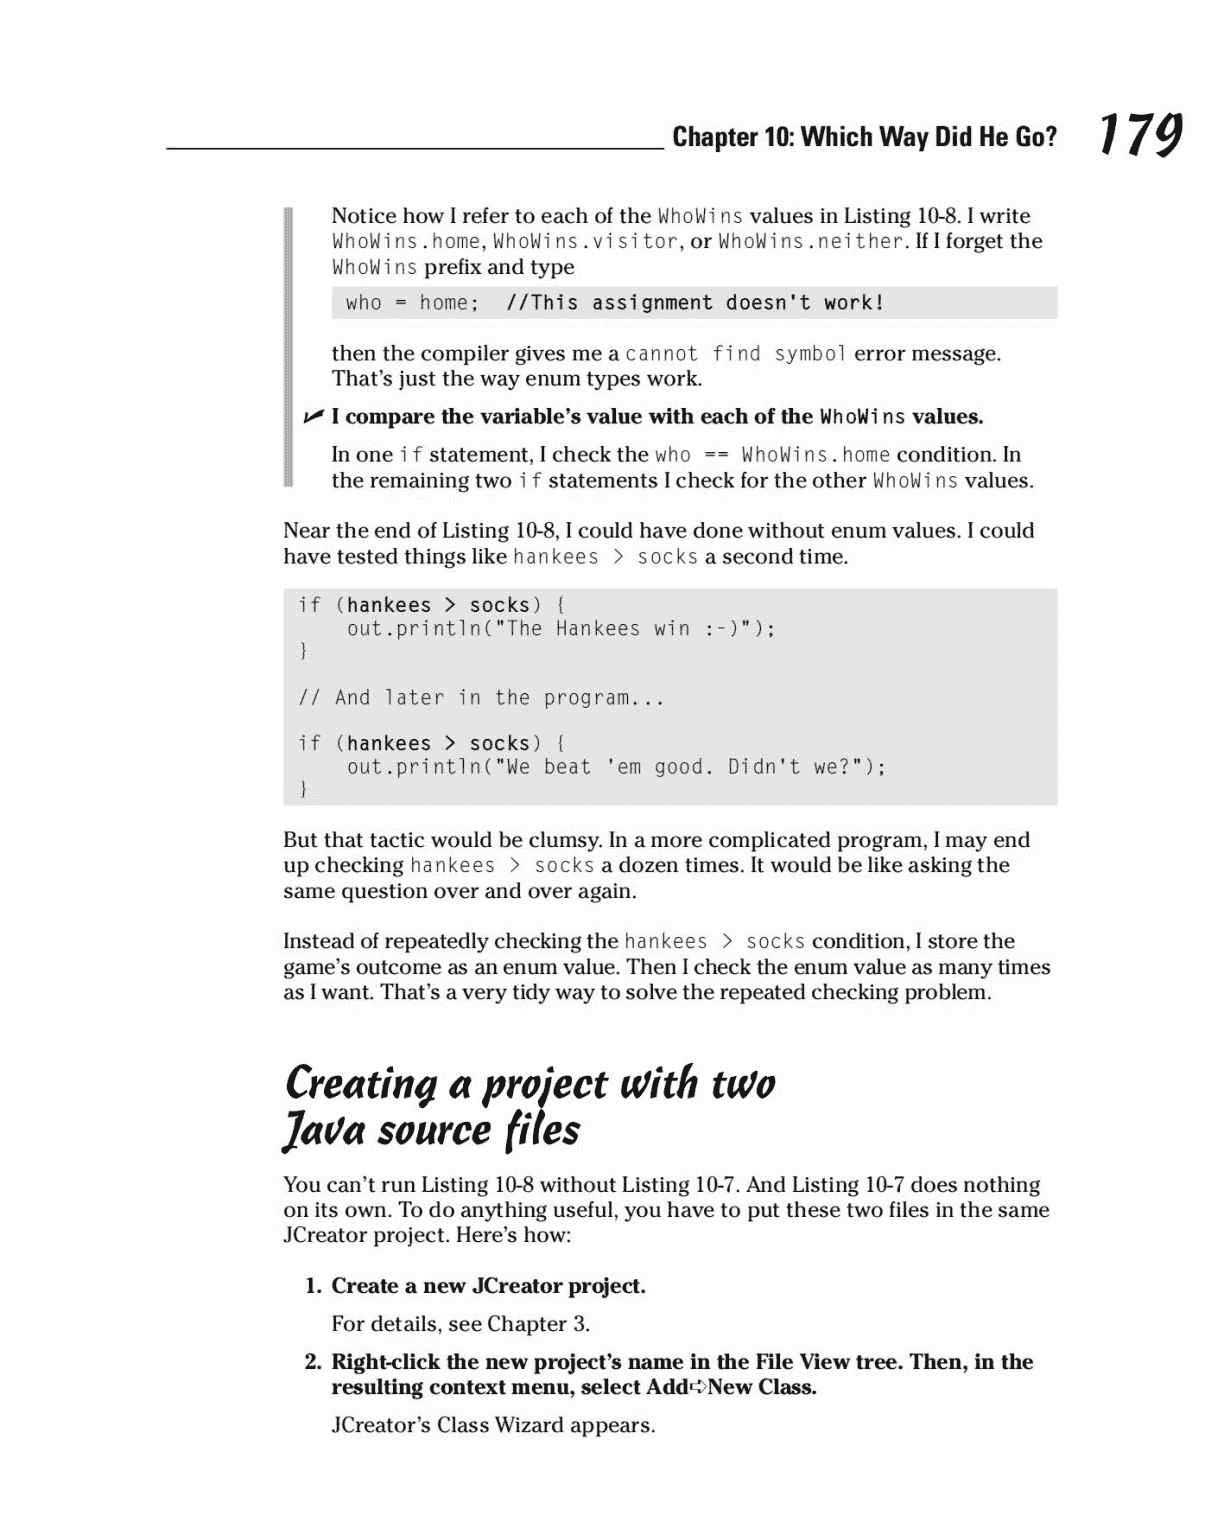 Chapter 10: Which Way Did He Go? 179
Notice how I refer to each of the WhoWins values in Listing 10-8. I write
WhoWins.home, WhoWins.visitor, or WhoWins.neither. If I forget the
WhoWins prefix and type
who = home;  //This assignment doesn't work!
then the compiler gives me a cannot find symbol error message.
That's just the way enum types work.
✓ I compare the variable's value with each of the WhoWins values.
In one if statement, I check the who == WhoWins.home condition. In
the remaining two if statements I check for the other WhoWins values.
Near the end of Listing 10-8, I could have done without enum values. I could
have tested things like hankees > socks a second time.
if (hankees > socks) {
    out.println("The Hankees win :-)");
}
// And later in the program...
if (hankees > socks) {
    out.println("We beat 'em good. Didn't we?");
}
But that tactic would be clumsy. In a more complicated program, I may end
up checking hankees > socks a dozen times. It would be like asking the
same question over and over again.
Instead of repeatedly checking the hankees > socks condition, I store the
game's outcome as an enum value. Then I check the enum value as many times
as I want. That's a very tidy way to solve the repeated checking problem.
Creating a project with two
Java source files
You can't run Listing 10-8 without Listing 10-7. And Listing 10-7 does nothing
on its own. To do anything useful, you have to put these two files in the same
JCreator project. Here's how:
1. Create a new JCreator project.
For details, see Chapter 3.
2. Right-click the new project's name in the File View tree. Then, in the
resulting context menu, select Add➪New Class.
JCreator's Class Wizard appears.